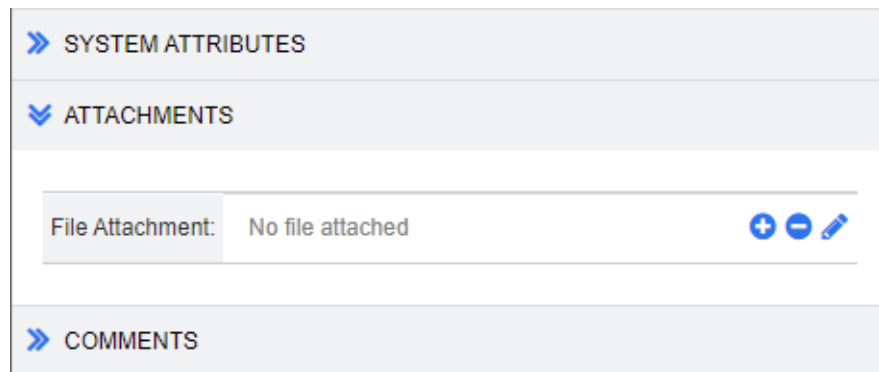 SYSTEM ATTRIBUTES
ATTACHMENTS
File Attachment: No file attached
COMMENTS